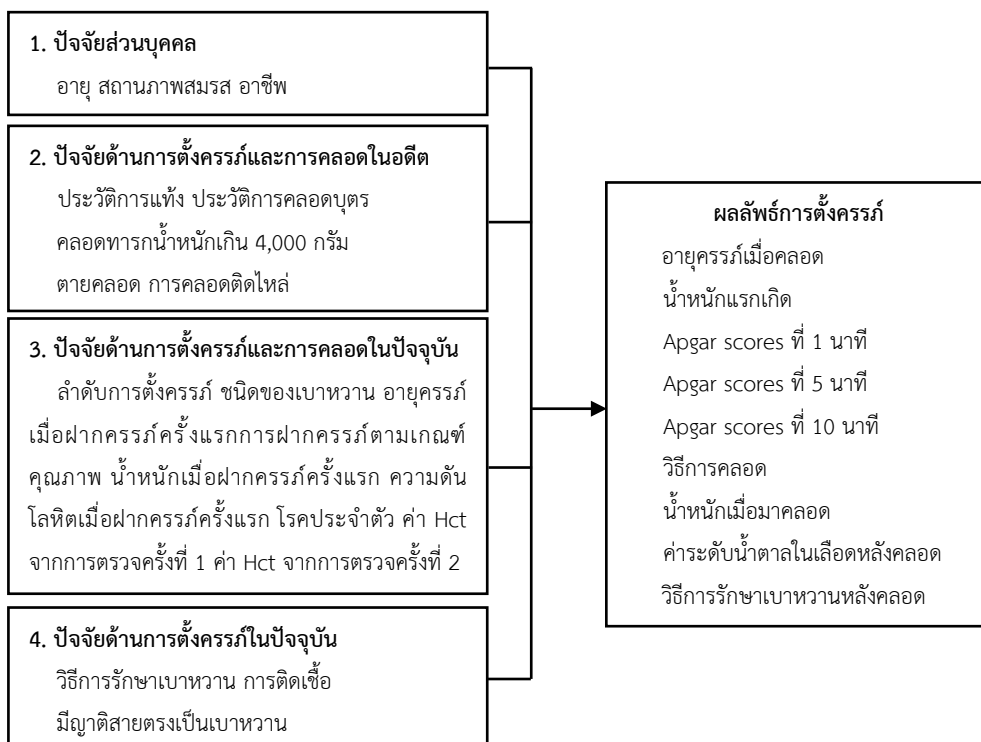 1. ปัจจัยส่วนบุคคล
อายุ สถานภาพสมรส อาชีพ
2. ปัจจัยด้านการตั้งครรภ์และการคลอดในอดีต
ประวัติการแท้ง ประวัติการคลอดบุตร
คลอดทารกน้ำหนักเกิน 4,000 กรัม
ตายคลอด การคลอดติดไหล่
3. ปัจจัยด้านการตั้งครรภ์และการคลอดในปัจจุบัน
ลำดับการตั้งครรภ์ ชนิดของเบาหวาน อายุครรภ์
เมื่อฝากครรภ์ครั้งแรกการฝากครรภ์ตามเกณฑ์
คุณภาพ น้ำหนักเมื่อฝากครรภ์ครั้งแรก ความดัน
โลหิตเมื่อฝากครรภ์ครั้งแรก โรคประจำตัว ค่า Hct
จากการตรวจครั้งที่ 1 ค่า Hct จากการตรวจครั้งที่ 2
4. ปัจจัยด้านการตั้งครรภ์ในปัจจุบัน
วิธีการรักษาเบาหวาน การติดเชื้อ
มีญาติสายตรงเป็นเบาหวาน
ผลลัพธ์การตั้งครรภ์
อายุครรภ์เมื่อคลอด
น้ำหนักแรกเกิด
Apgar scores ที่ 1 นาที
Apgar scores ที่ 5 นาที
Apgar scores ที่ 10 นาที
วิธีการคลอด
น้ำหนักเมื่อมาคลอด
ค่าระดับน้ำตาลในเลือดหลังคลอด
วิธีการรักษาเบาหวานหลังคลอด